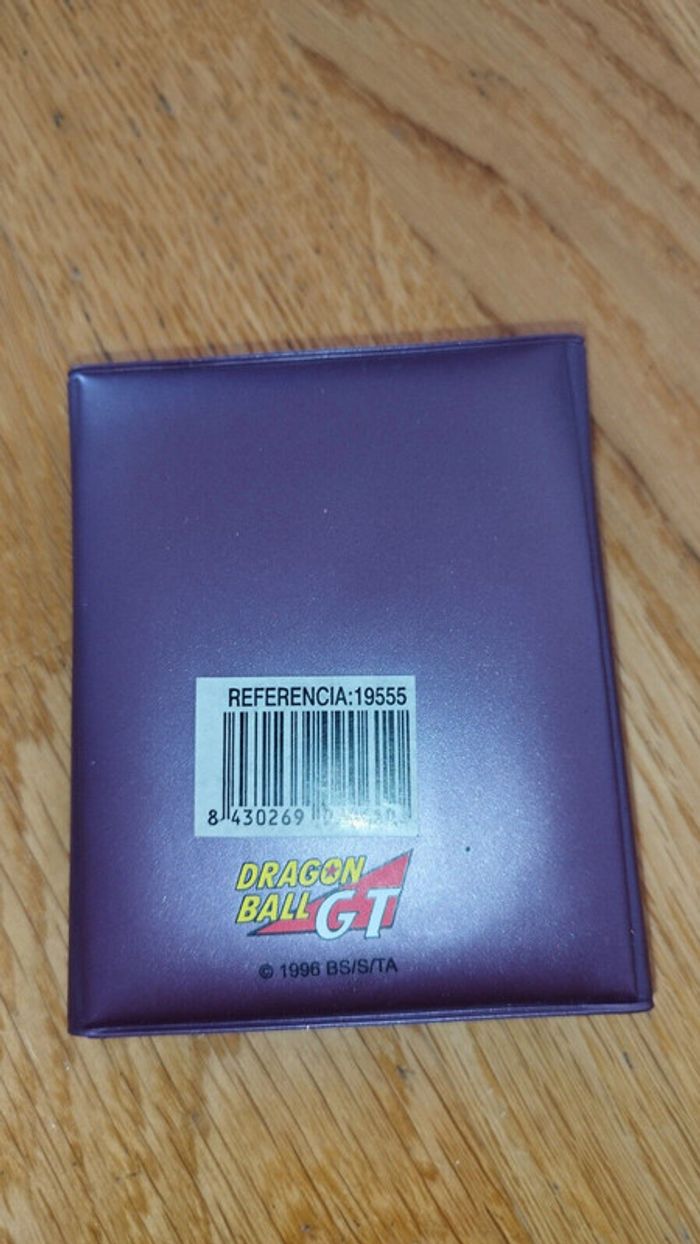 REFERENCIA:19555
8 430269
DRAGON
BALL GT
© 1996 BS/S/TA